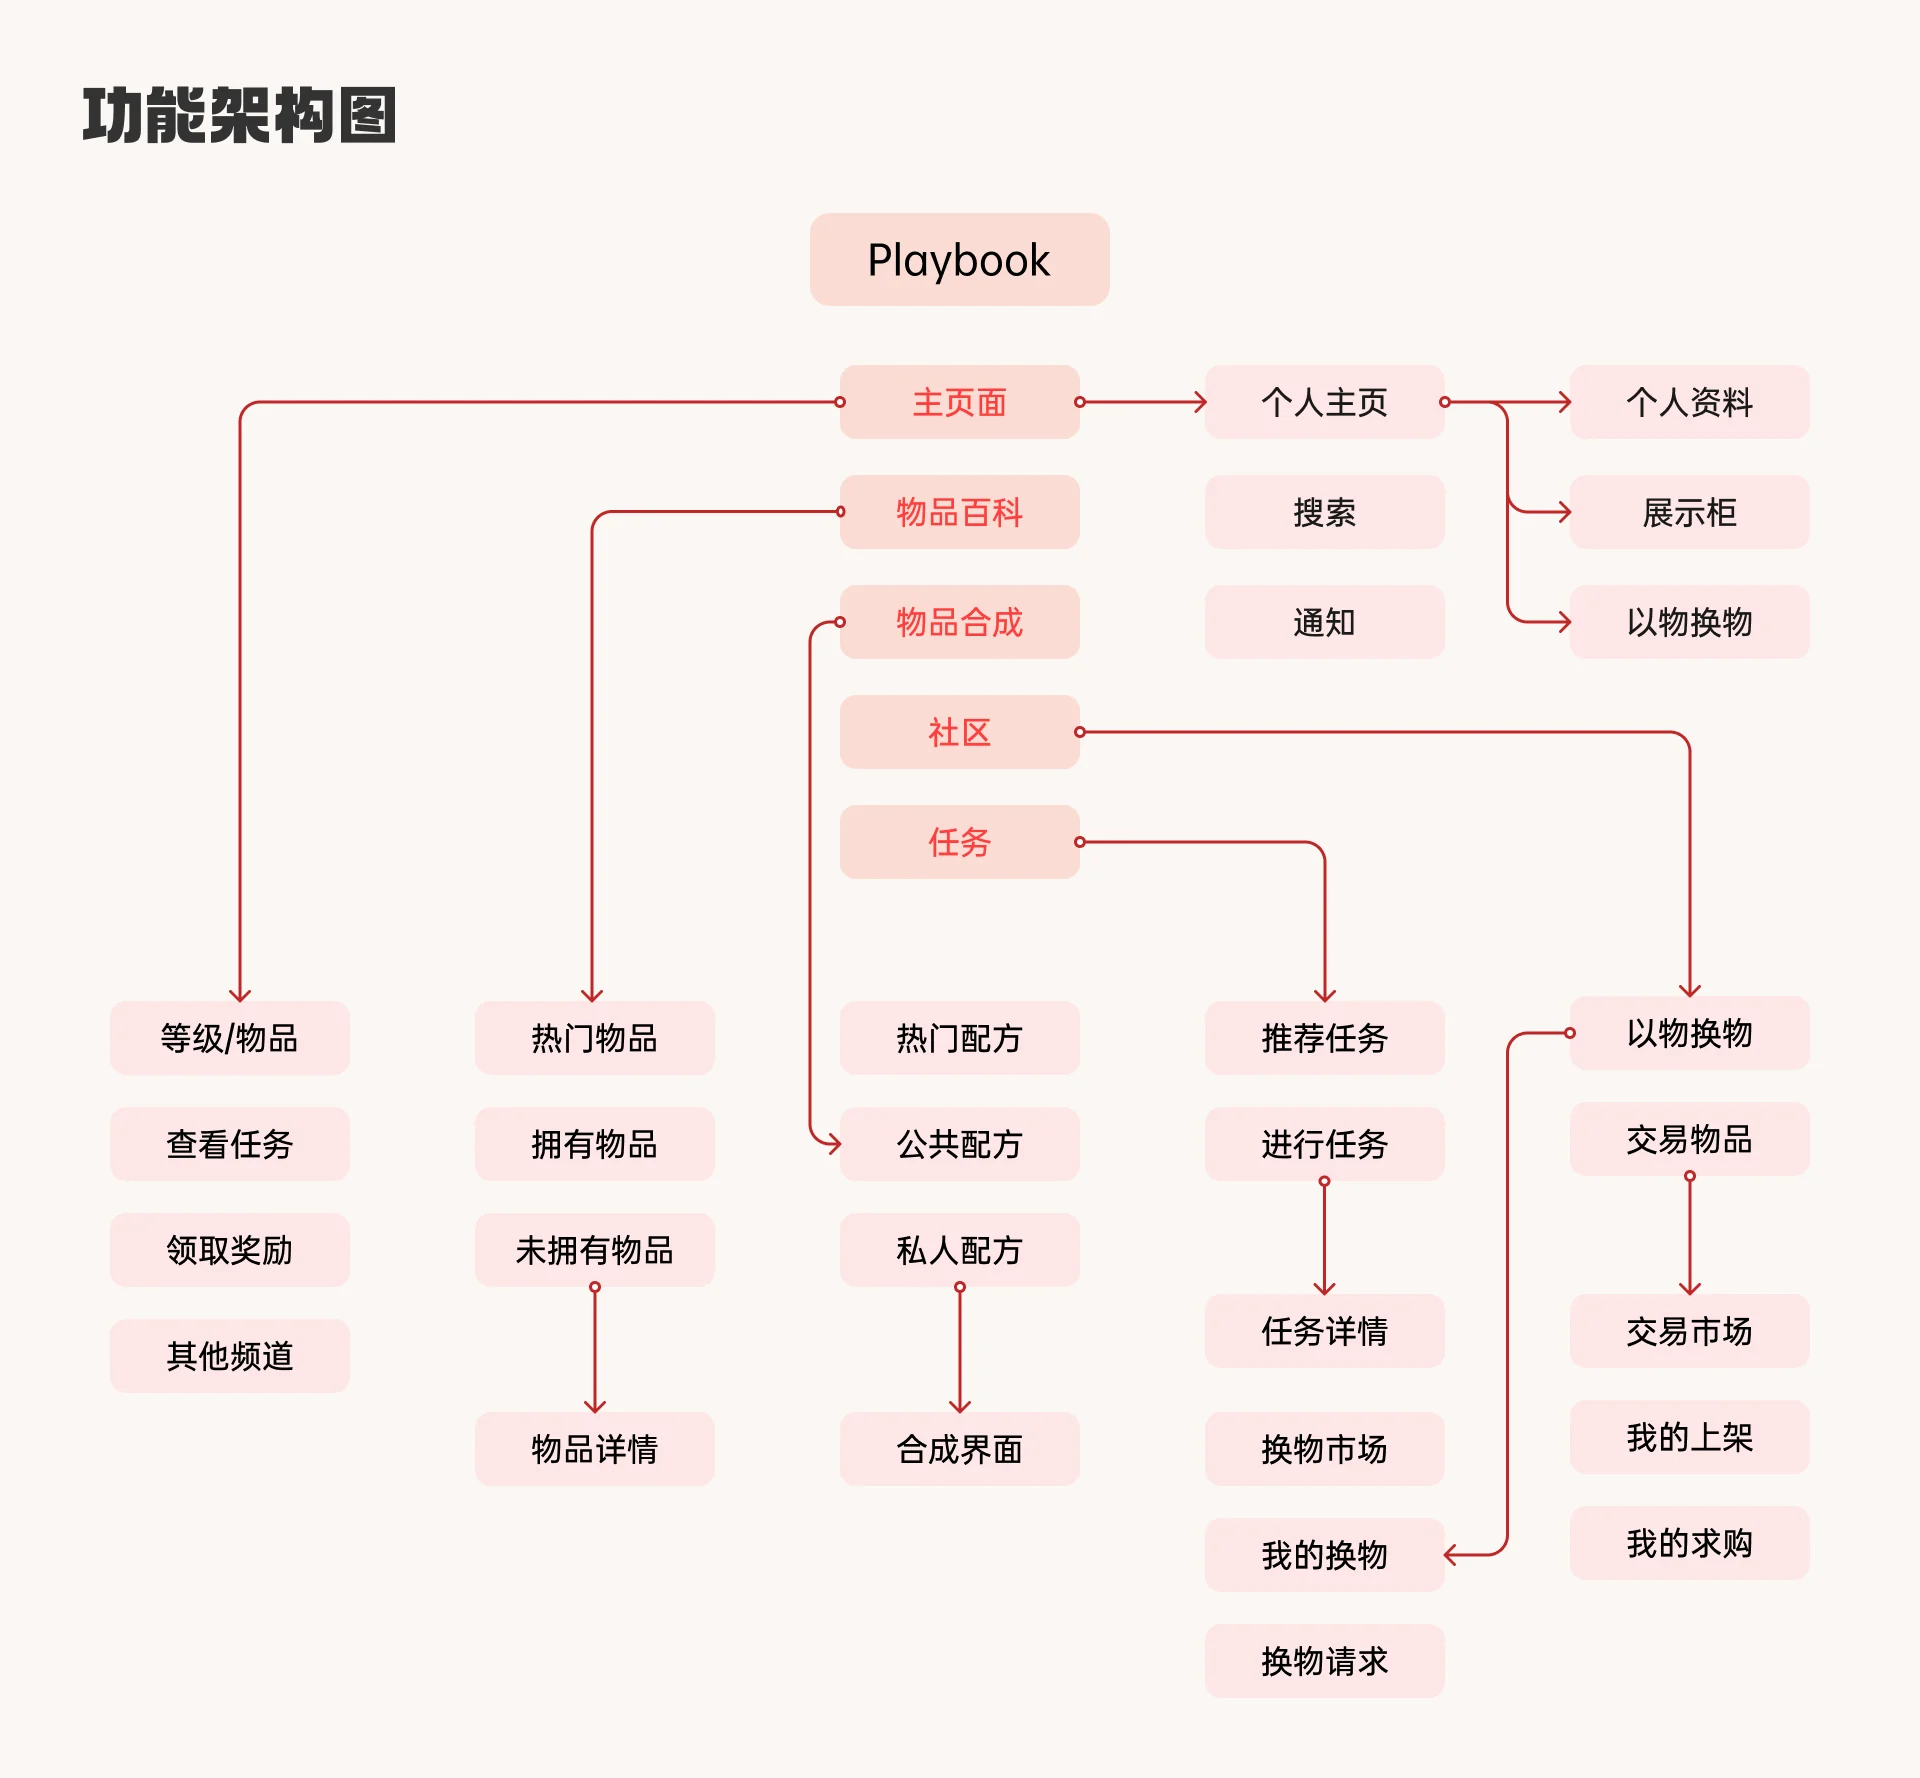 功能架构图
Playbook
主页面
个人主页
个人资料
物品百科
搜索
展示柜
物品合成
通知
以物换物
社区
任务
等级/物品
热门物品
热门配方
推荐任务
以物换物
查看任务
拥有物品
公共配方
进行任务
交易物品
领取奖励
未拥有物品
私人配方
任务详情
交易市场
其他频道
物品详情
合成界面
换物市场
我的上架
我的换物
我的求购
换物请求